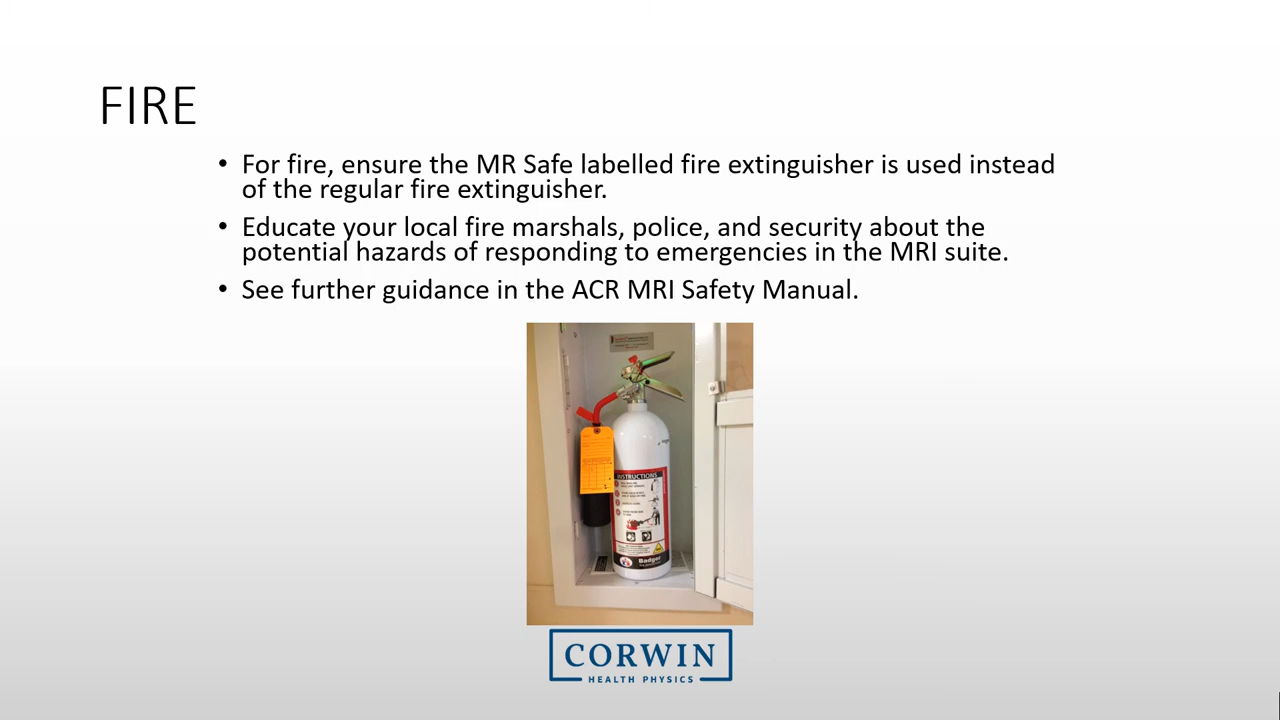 FIRE
• For fire, ensure the MR Safe labelled fire extinguisher is used instead
of the regular fire extinguisher.
• Educate your local fire marshals, police, and security about the
potential hazards of responding to emergencies in the MRI suite.
• See further guidance in the ACR MRI Safety Manual.
INSTRUCTIONS
Badger
CORWIN
HEALTH PHYSICS